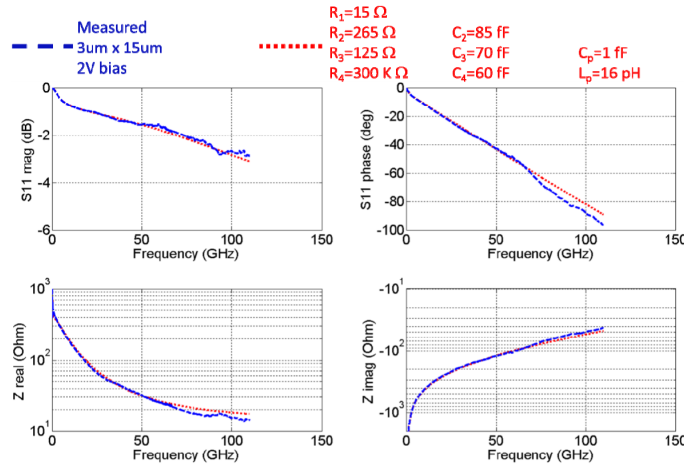 Measured
3um x 15um
2V bias
R₁=15 Ω
R₂=265 Ω C₂=85 fF
R₃=125 Ω C₃=70 fF Cₚ=1 fF
R₄=300 K Ω C₄=60 fF Lₚ=16 pH
S11 mag (dB)
0
-2
-4
-6
0 50 100 150
Frequency (GHz)
S11 phase (deg)
0
-20
-40
-60
-80
-100
0 50 100 150
Frequency (GHz)
Z real (Ohm)
10³
10²
10¹
0 50 100 150
Frequency (GHz)
Z imag (Ohm)
-10¹
-10²
-10³
0 50 100 150
Frequency (GHz)